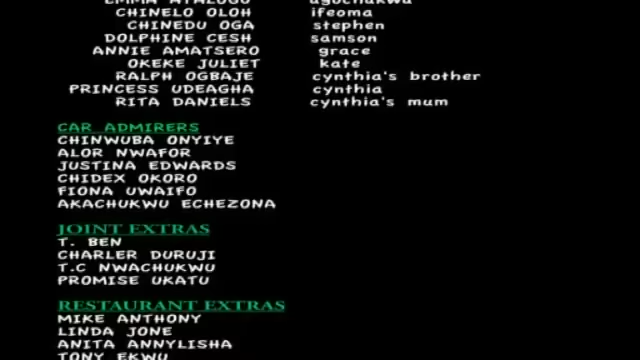 CHINELO OLOH ifeoma
CHINEDU OGA stephen
DOLPHINE CESH samson
ANNIE AMATSERO grace
OKEKE JULIET kate
RALPH OGBAJE cynthia's brother
PRINCESS UDEAGHA cynthia
RITA DANIELS cynthia's mum
CAR ADMIRERS
CHINWUBA ONYIYE
ALOR NWAFOR
JUSTINA EDWARDS
CHIDEX OKORO
FIONA UWAIFO
AKACHUKWU ECHEZONA
JOINT EXTRAS
T. BEN
CHARLER DURUJI
T.C NWACHUKWU
PROMISE UKATU
RESTAURANT EXTRAS
MIKE ANTHONY
LINDA JONE
ANITA ANNYLISHA
TONY EKWU